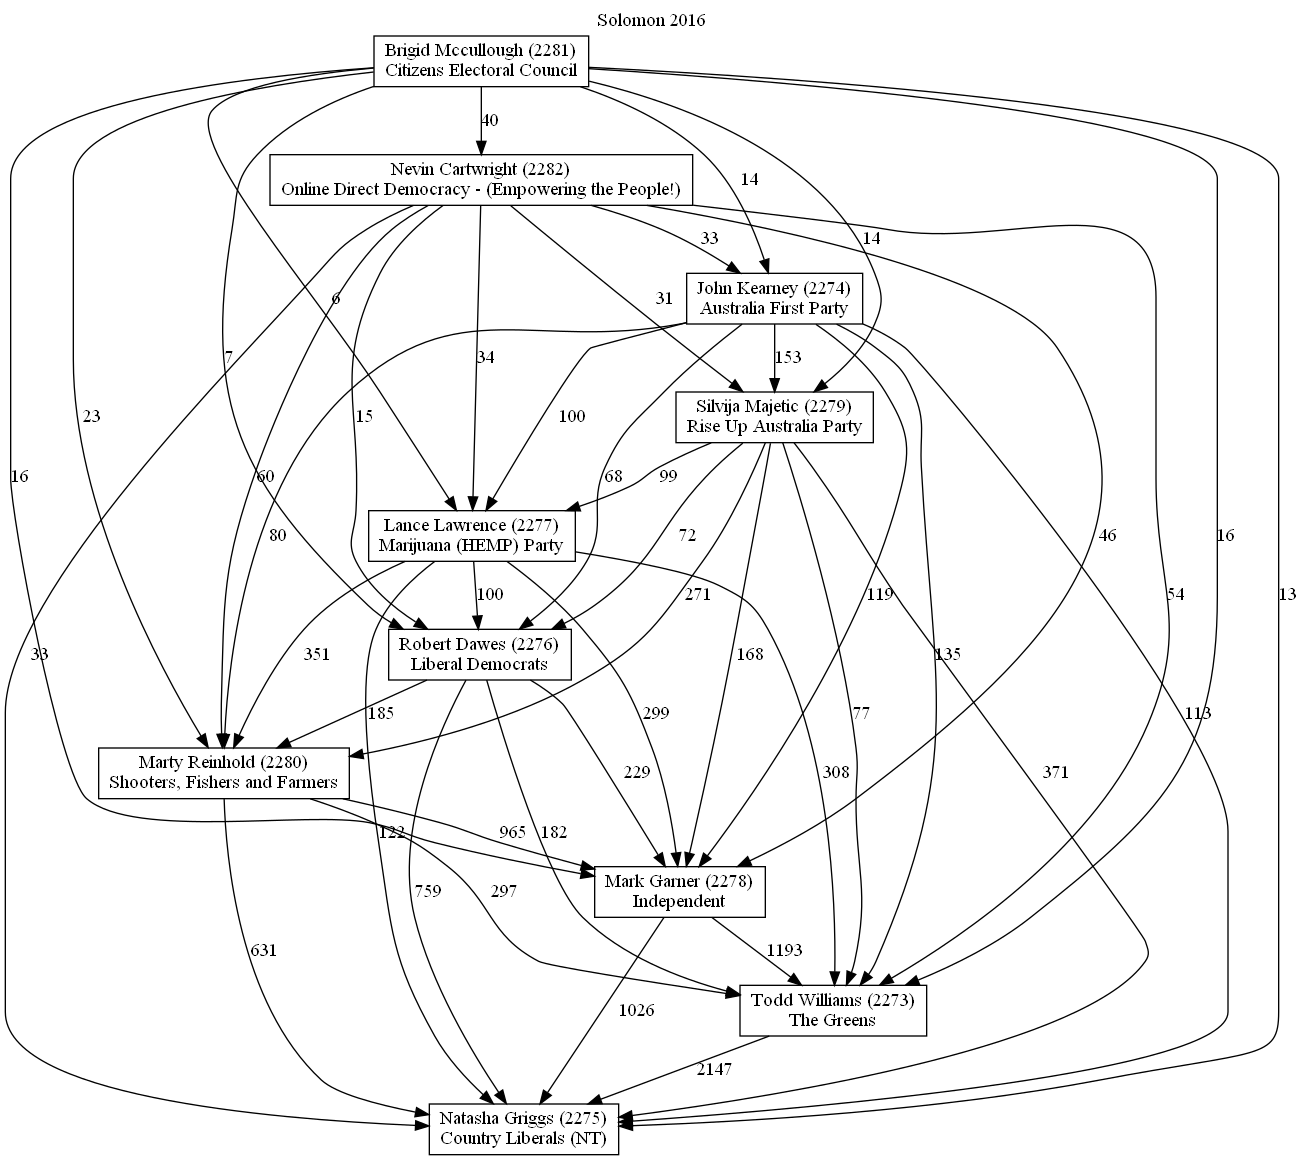 Solomon 2016
Brigid Mccullough (2281)
Citizens Electoral Council
40
Nevin Cartwright (2282)
Online Direct Democracy - (Empowering the People!)
14
33
14
John Kearney (2274)
Australia First Party
6
31
7
34
153
Silvija Majetic (2279)
Rise Up Australia Party
23
15
100
16
60
68
99
Lance Lawrence (2277)
Marijuana (HEMP) Party
80
72
46
16
100
271
119
54
13
Robert Dawes (2276)
Liberal Democrats
33
351
168
135
185
299
77
113
Marty Reinhold (2280)
Shooters, Fishers and Farmers
229
308
371
122
965
182
Mark Garner (2278)
Independent
759
297
631
1193
Todd Williams (2273)
The Greens
1026
2147
Natasha Griggs (2275)
Country Liberals (NT)